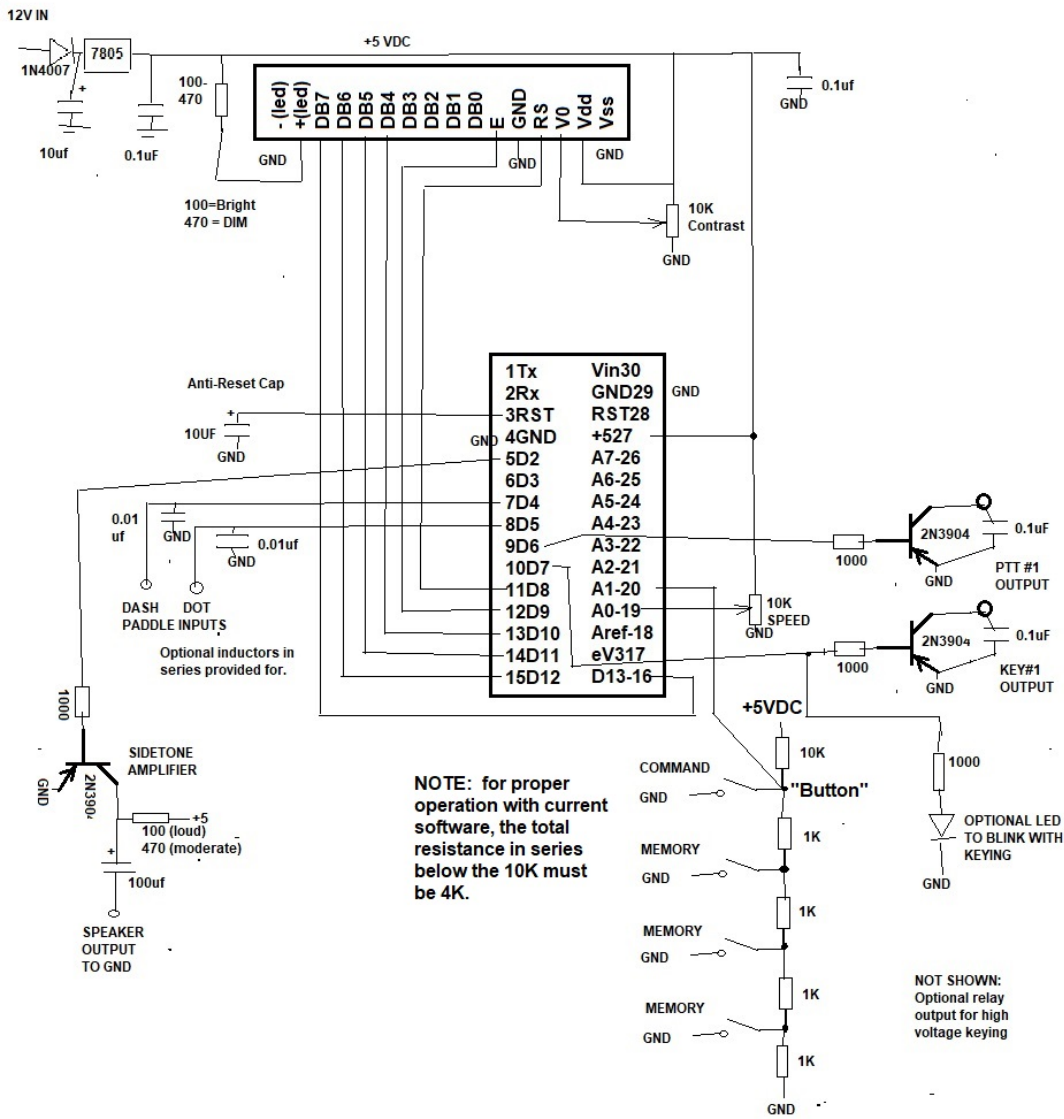 12V IN
1N4007
7805
+5 VDC
+
10uf
0.1uF
100-
470
100=Bright
470 = DIM
GND
- (led)
+(led)
DB7
DB6
DB5
DB4
DB3
DB2
DB1
DB0
E
GND
RS
V0
Vdd
Vss
GND
GND
0.1uf
GND
10K
Contrast
GND
Anti-Reset Cap
+
10UF
GND
1Tx Vin30
2Rx GND29 GND
3RST RST28
GND 4GND +527
5D2 A7-26
6D3 A6-25
7D4 A5-24
8D5 A4-23
9D6 A3-22
10D7 A2-21
11D8 A1-20
12D9 A0-19
13D10 Aref-18
14D11 eV317
15D12 D13-16
0.01
uf
GND
0.01uf
GND
DASH DOT
PADDLE INPUTS
Optional inductors in
series provided for.
10K
SPEED
GND
1000
2N3904
GND
0.1uF
PTT #1
OUTPUT
1000
2N3904
GND
0.1uF
KEY#1
OUTPUT
1000
SIDETONE
AMPLIFIER
GND
2N3904
+5
100 (loud)
470 (moderate)
+
100uf
SPEAKER
OUTPUT
TO GND
NOTE: for proper
operation with current
software, the total
resistance in series
below the 10K must
be 4K.
+5VDC
10K
COMMAND
GND
"Button"
1K
MEMORY
GND
1K
MEMORY
GND
1K
MEMORY
GND
1K
GND
1000
OPTIONAL LED
TO BLINK WITH
KEYING
GND
NOT SHOWN:
Optional relay
output for high
voltage keying